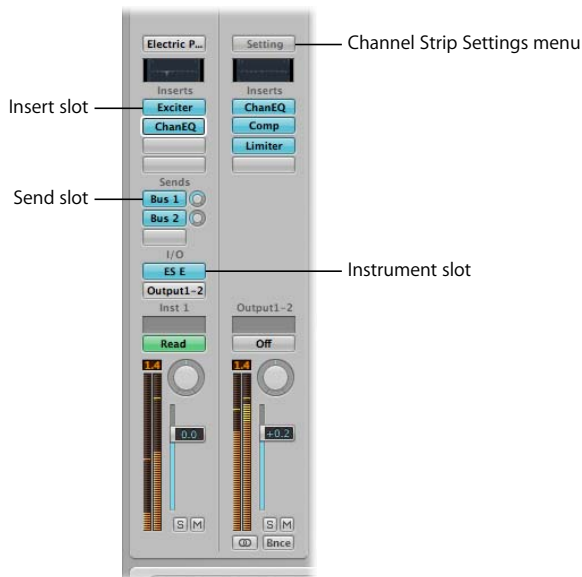 Electric P...
Setting
Channel Strip Settings menu
Inserts
Inserts
Insert slot
Exciter
ChanEQ
ChanEQ
Comp
Limiter
Sends
Send slot
Bus 1
Bus 2
I/O
ES E
Instrument slot
Output1-2
Inst 1
Output1-2
Read
Off
1.4
1.4
0.0
+0.2
S M
S M
Bnce